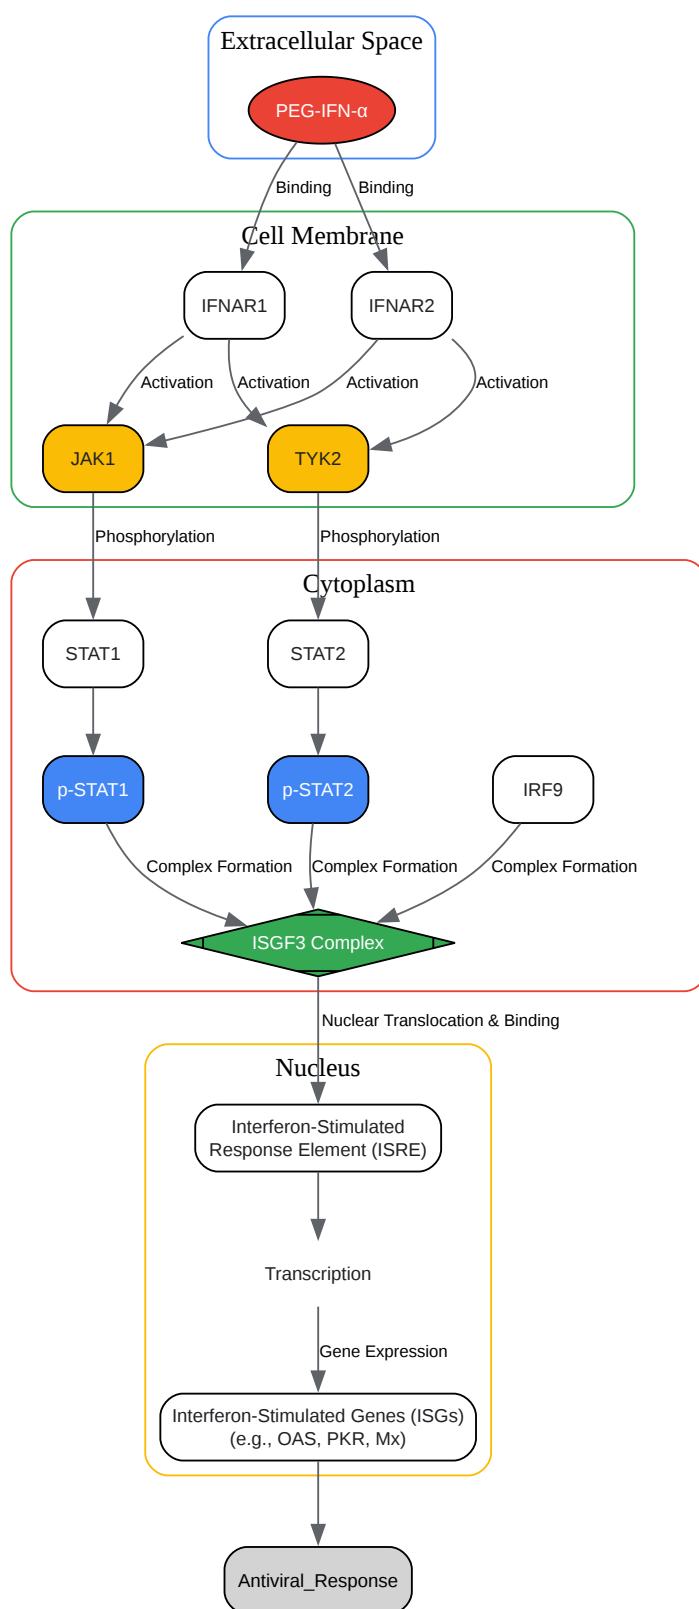 Extracellular Space
PEG-IFN-α
Binding
Binding
Cell Membrane
IFNAR1
IFNAR2
Activation
Activation
Activation
Activation
JAK1
TYK2
Phosphorylation
Phosphorylation
Cytoplasm
STAT1
STAT2
p-STAT1
p-STAT2
IRF9
Complex Formation
Complex Formation
Complex Formation
ISGF3 Complex
Nuclear Translocation & Binding
Nucleus
Interferon-Stimulated
Response Element (ISRE)
Transcription
Gene Expression
Interferon-Stimulated Genes (ISGs)
(e.g., OAS, PKR, Mx)
Antiviral_Response